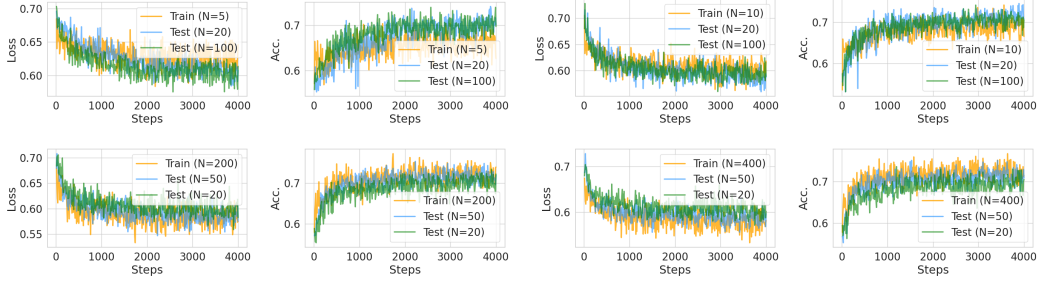 0.70
0.65
0.60
Loss
0 1000 2000 3000 4000
Steps
Train (N=5)
Test (N=20)
Test (N=100)
0.7
0.6
Acc.
0 1000 2000 3000 4000
Steps
Train (N=5)
Test (N=20)
Test (N=100)
0.70
0.65
0.60
Loss
0 1000 2000 3000 4000
Steps
Train (N=10)
Test (N=20)
Test (N=100)
0.7
0.6
Acc.
0 1000 2000 3000 4000
Steps
Train (N=10)
Test (N=20)
Test (N=100)
0.70
0.65
0.60
0.55
Loss
0 1000 2000 3000 4000
Steps
Train (N=200)
Test (N=50)
Test (N=20)
0.7
0.6
Acc.
0 1000 2000 3000 4000
Steps
Train (N=200)
Test (N=50)
Test (N=20)
0.7
0.6
Loss
0 1000 2000 3000 4000
Steps
Train (N=400)
Test (N=50)
Test (N=20)
0.7
0.6
Acc.
0 1000 2000 3000 4000
Steps
Train (N=400)
Test (N=50)
Test (N=20)